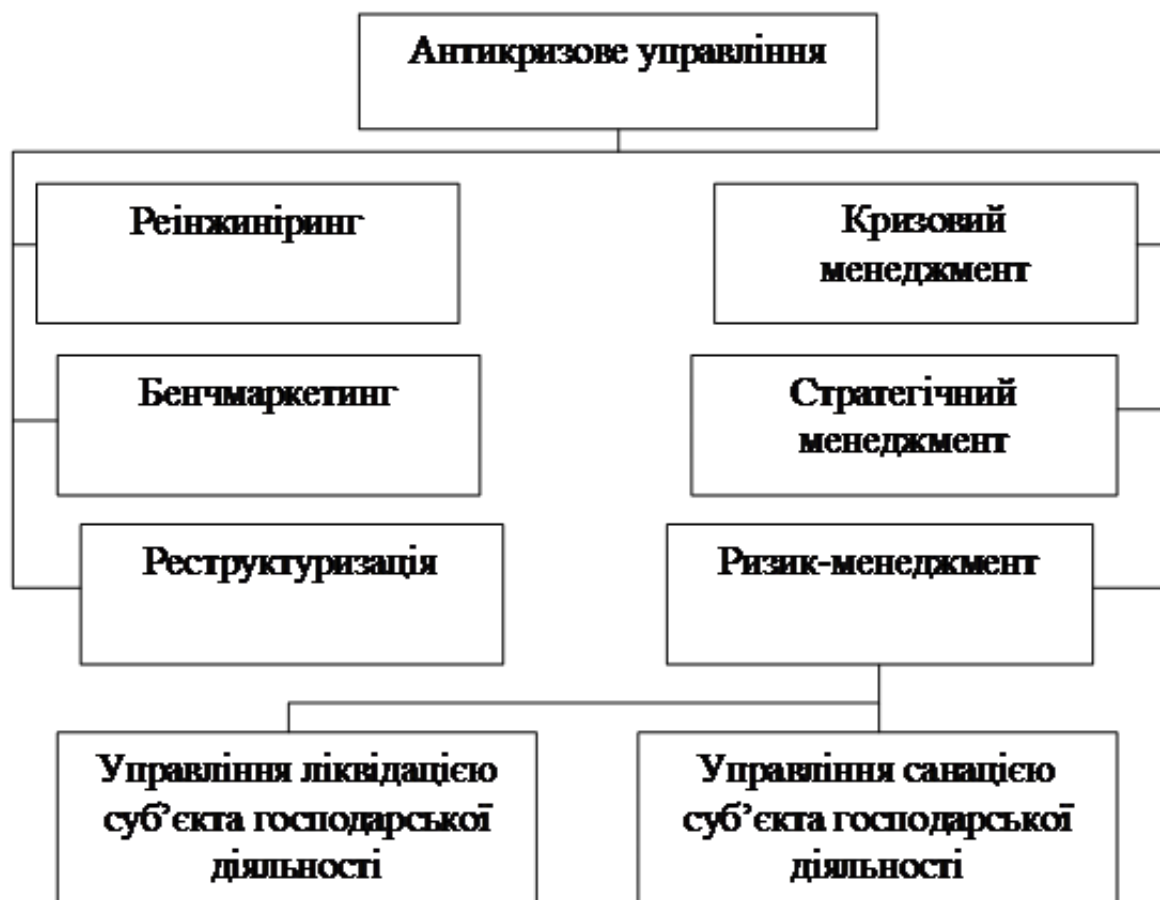 Антикризове управління
Реінжиніринг
Кризовий
менеджмент
Бенчмаркетинг
Стратегічний
менеджмент
Реструктуризація
Ризик-менеджмент
Управління ліквідацією
суб’єкта господарської
діяльності
Управління санацією
суб’єкта господарської
діяльності